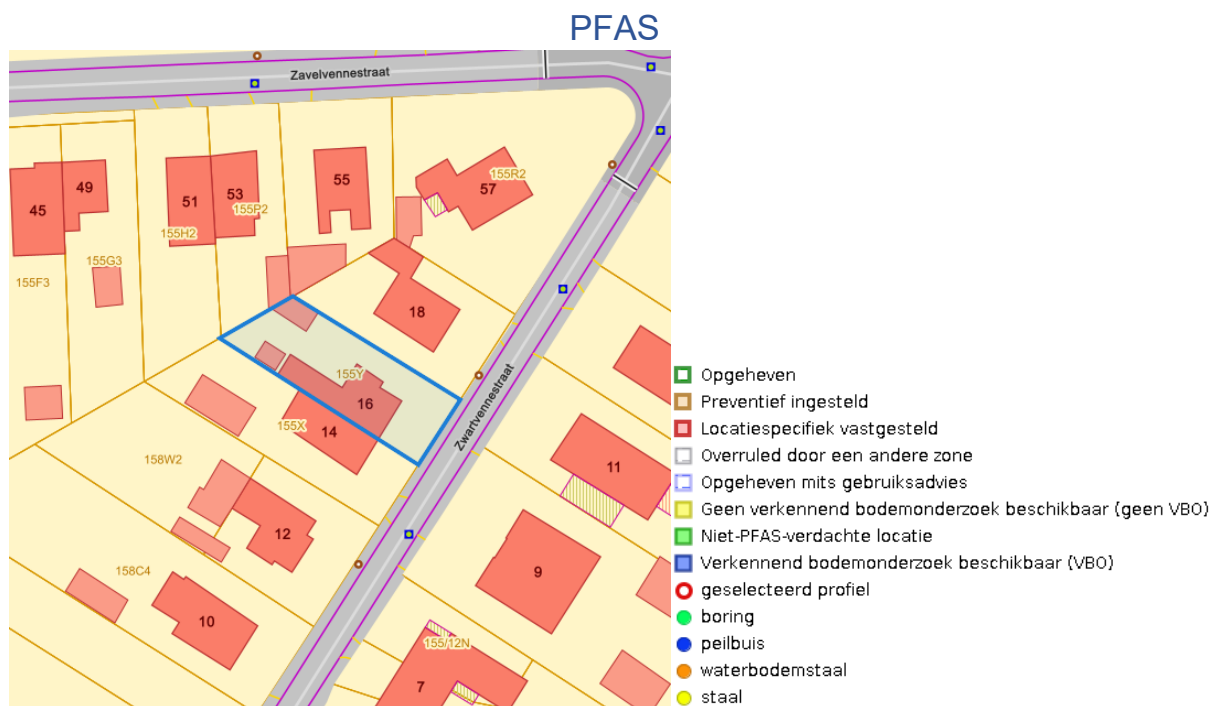 PFAS
Zavelvennestraat
45
49
51
53
55
57
155R2
155P2
155H2
155G3
155F3
18
155Y
16
155X
14
Zwartvennestraat
11
158W2
12
9
158C4
10
155/12N
7
Opgeheven
Preventief ingesteld
Locatiespecifiek vastgesteld
Overruled door een andere zone
Opgeheven mits gebruiksadvies
Geen verkennend bodemonderzoek beschikbaar (geen VBO)
Niet-PFAS-verdachte locatie
Verkennend bodemonderzoek beschikbaar (VBO)
geselecteerd profiel
boring
peilbuis
waterbodemstaal
staal